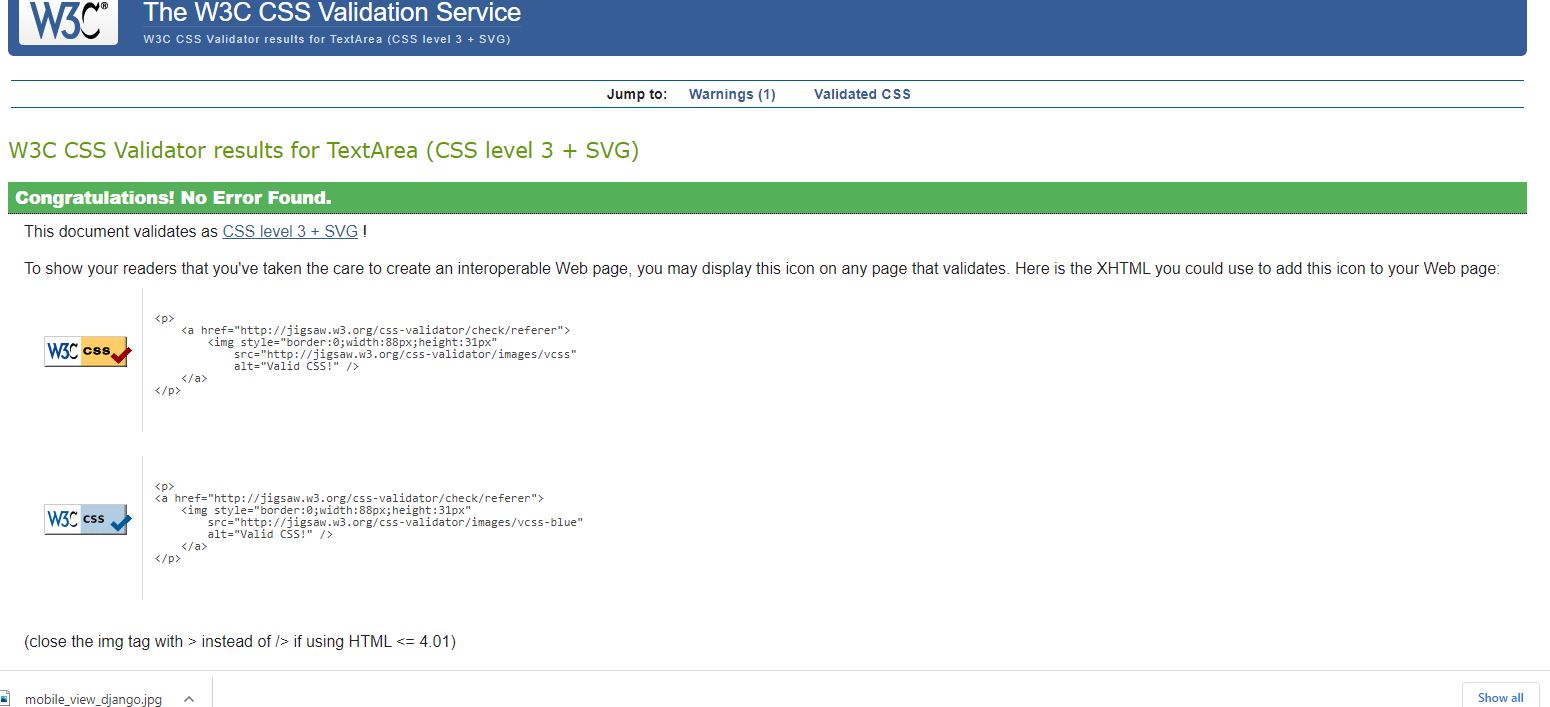 W3C®
The W3C CSS Validation Service
W3C CSS Validator results for TextArea (CSS level 3 + SVG)
Jump to: Warnings (1) Validated CSS
W3C CSS Validator results for TextArea (CSS level 3 + SVG)
Congratulations! No Error Found.
This document validates as CSS level 3 + SVG !
To show your readers that you've taken the care to create an interoperable Web page, you may display this icon on any page that validates. Here is the XHTML you could use to add this icon to your Web page:
W3C css
<p>
    <a href="http://jigsaw.w3.org/css-validator/check/referer">
        <img style="border:0;width:88px;height:31px"
            src="http://jigsaw.w3.org/css-validator/images/vcss"
            alt="Valid CSS!" />
    </a>
</p>
W3C css
<p>
<a href="http://jigsaw.w3.org/css-validator/check/referer">
    <img style="border:0;width:88px;height:31px"
        src="http://jigsaw.w3.org/css-validator/images/vcss-blue"
        alt="Valid CSS!" />
    </a>
</p>
(close the img tag with > instead of /> if using HTML <= 4.01)
mobile_view_django.jpg
Show all